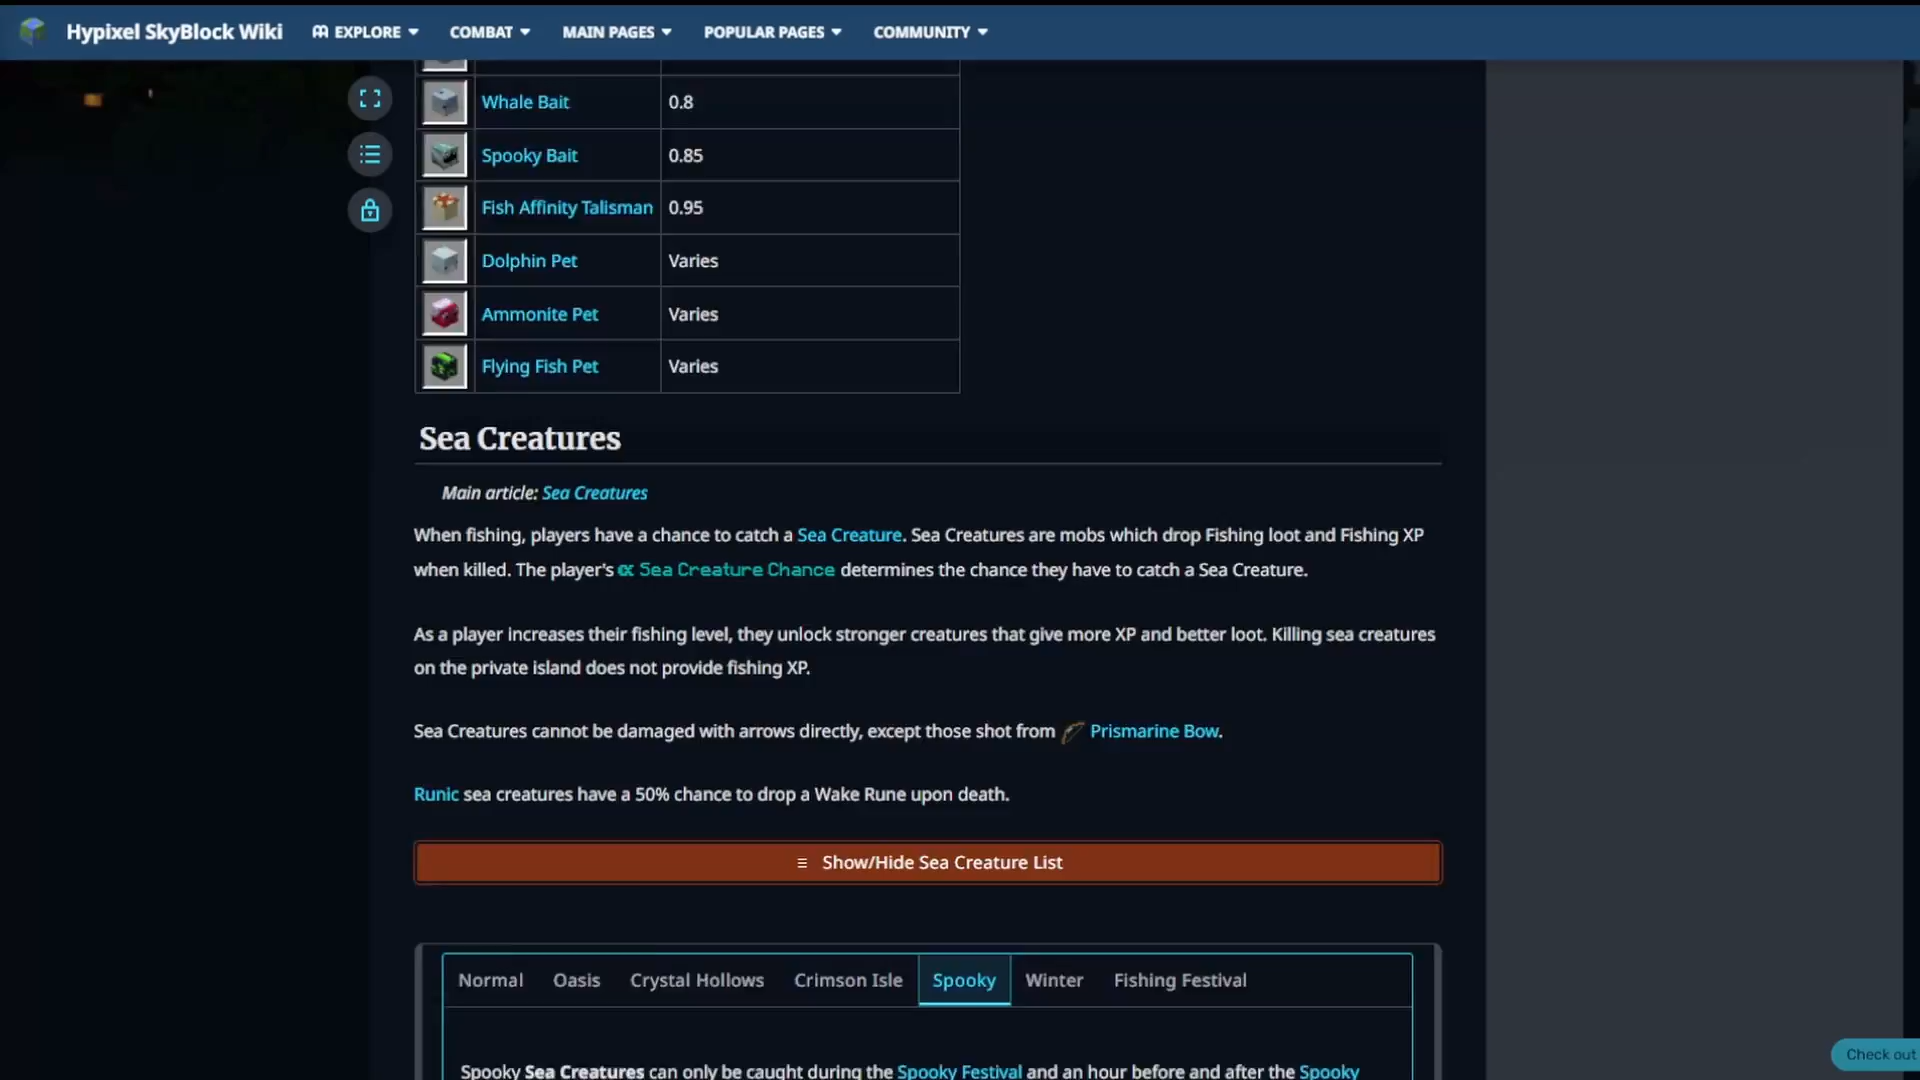 Hypixel SkyBlock Wiki EXPLORE COMBAT MAIN PAGES POPULAR PAGES COMMUNITY
Whale Bait 0.8
Spooky Bait 0.85
Fish Affinity Talisman 0.95
Dolphin Pet Varies
Ammonite Pet Varies
Flying Fish Pet Varies
Sea Creatures
Main article: Sea Creatures
When fishing, players have a chance to catch a Sea Creature. Sea Creatures are mobs which drop Fishing loot and Fishing XP
when killed. The player's α Sea Creature Chance determines the chance they have to catch a Sea Creature.
As a player increases their fishing level, they unlock stronger creatures that give more XP and better loot. Killing sea creatures
on the private island does not provide fishing XP.
Sea Creatures cannot be damaged with arrows directly, except those shot from Prismarine Bow.
Runic sea creatures have a 50% chance to drop a Wake Rune upon death.
Show/Hide Sea Creature List
Normal Oasis Crystal Hollows Crimson Isle Spooky Winter Fishing Festival
Spooky Sea Creatures can only be caught during the Spooky Festival and an hour before and after the Spooky
Check out